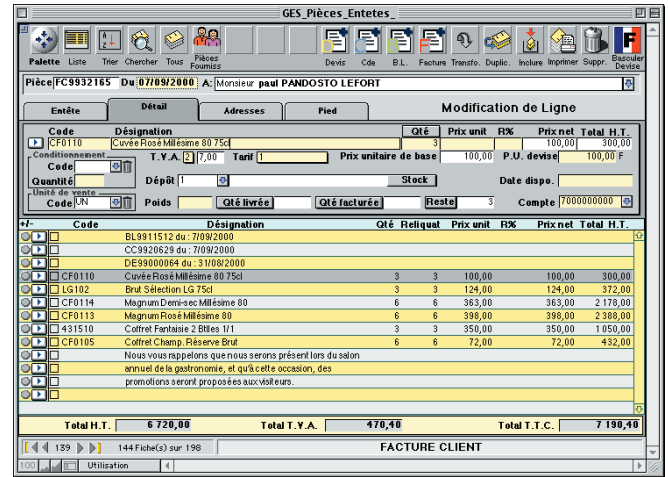 GES_Pièces_Entetes_
Palette Liste Trier Chercher Tous Pièces Fourniss Devis Cde B.L. Facture Transfo. Duplic. Inclure Imprimer Suppr. Basculer Devise
Pièce FC9932165 Du 07/09/2000 A: Monsieur paul PANDOSTO LEFORT
Entête Détail Adresses Pied Modification de Ligne
Code Désignation Qté Prix unit R% Prix net Total H.T.
CF0110 Cuvée Rosé Millésime 80 75cl 3 100,00 300,00
Conditionnement T.V.A. 2 7,00 Tarif 1 Prix unitaire de base 100,00 P.U. devise 100,00 F
Code
Quantité Dépôt 1 Stock Date dispo.
Unité de vente
Code UN Poids Qté livrée Qté facturée Reste 3 Compte 7000000000
+/- Code Désignation Qté Reliquat Prix unit R% Prix net Total H.T.
BL9911512 du : 7/09/2000
CC9920629 du : 7/09/2000
DE99000064 du : 31/08/2000
CF0110 Cuvée Rosé Millésime 80 75cl 3 3 100,00 100,00 300,00
LG102 Brut Sélection LG 75cl 3 3 124,00 124,00 372,00
CF0114 Magnum Demi-sec Millésime 80 6 6 363,00 363,00 2 178,00
CF0113 Magnum Rosé Millésime 80 6 6 398,00 398,00 2 388,00
431510 Coffret Fantaisie 2 Btlles 1/1 3 3 350,00 350,00 1 050,00
CF0105 Coffret Champ. Réserve Brut 6 6 72,00 72,00 432,00
Nous vous rappelons que nous serons présent lors du salon
annuel de la gastronomie, et qu'à cette occasion, des
promotions seront proposées aux visiteurs.
Total H.T. 6 720,00 Total T.V.A. 470,40 Total T.T.C. 7 190,40
139 144 Fiche(s) sur 198 FACTURE CLIENT
100 Utilisation